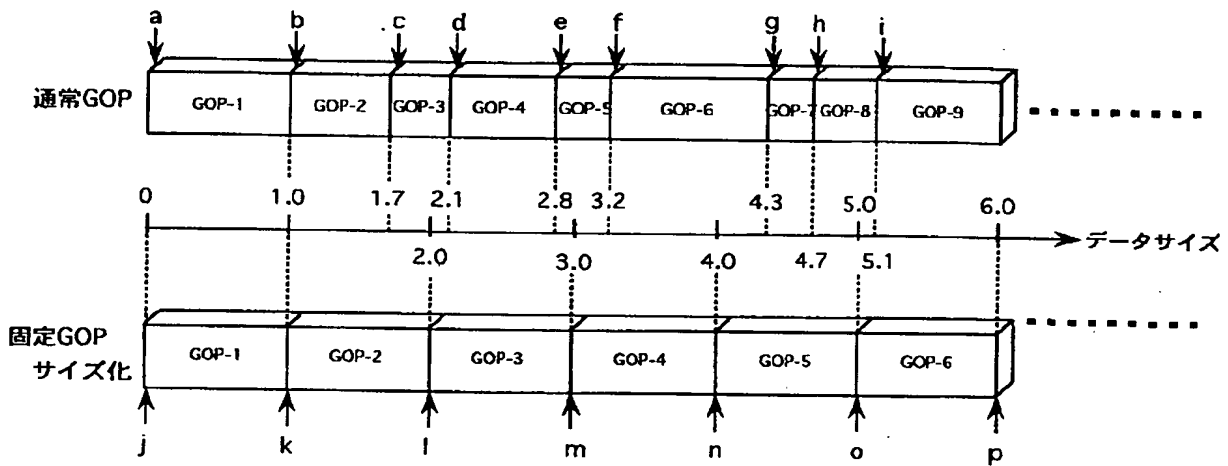 a b c d e f g h i
通常GOP
GOP-1 GOP-2 GOP-3 GOP-4 GOP-5 GOP-6 GOP-7 GOP-8 GOP-9
0 1.0 1.7 2.1 2.8 3.2 4.3 5.0 6.0
データサイズ
2.0 3.0 4.0 4.7 5.1
固定GOP
サイズ化
GOP-1 GOP-2 GOP-3 GOP-4 GOP-5 GOP-6
j k l m n o p